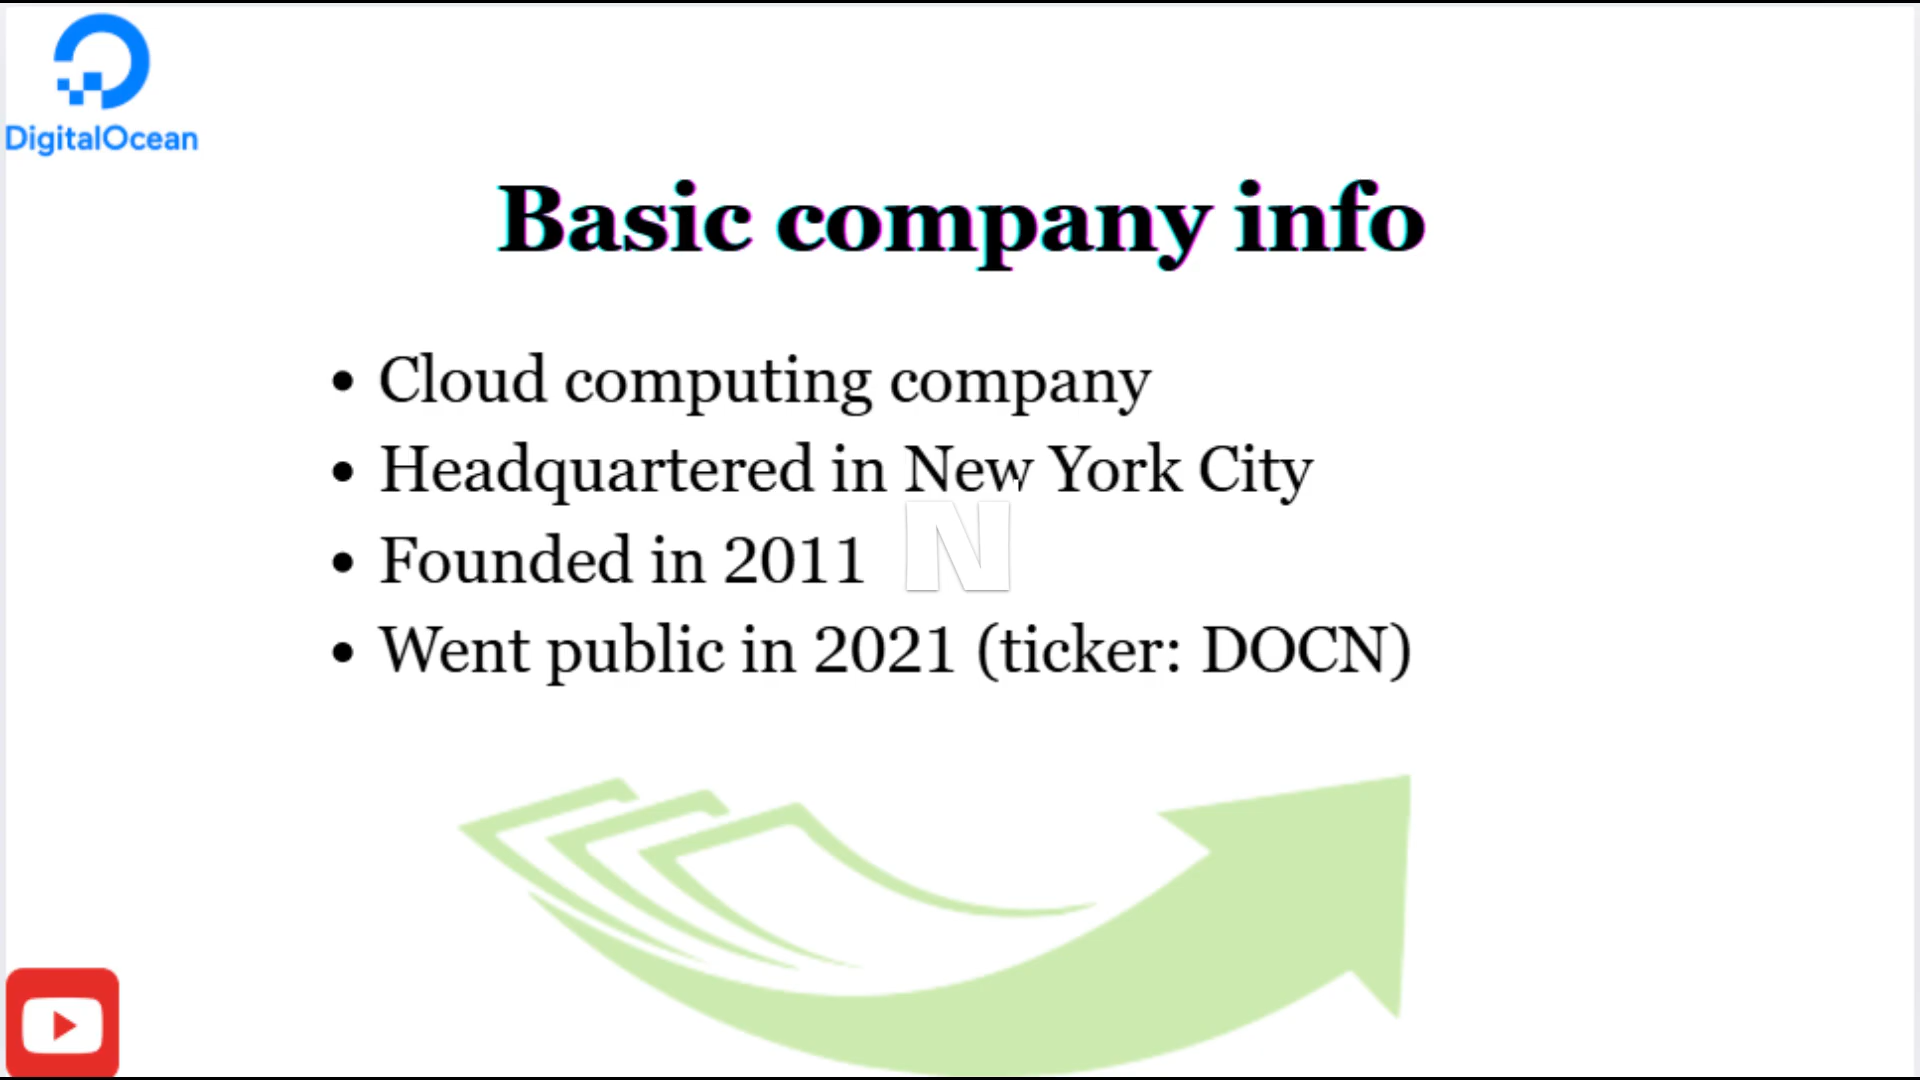 DigitalOcean
Basic company info
• Cloud computing company
• Headquartered in New York City
• Founded in 2011
N
• Went public in 2021 (ticker: DOCN)